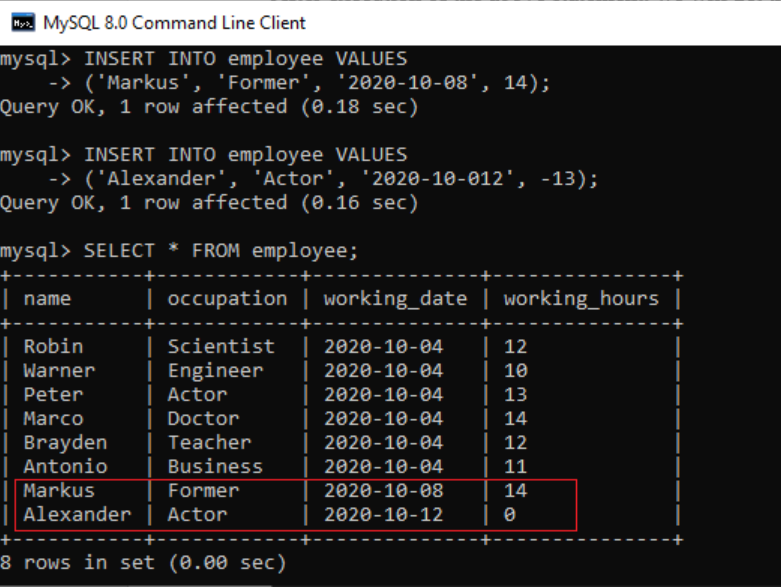 MySQL 8.0 Command Line Client
mysql> INSERT INTO employee VALUES
    -> ('Markus', 'Former', '2020-10-08', 14);
Query OK, 1 row affected (0.18 sec)

mysql> INSERT INTO employee VALUES
    -> ('Alexander', 'Actor', '2020-10-012', -13);
Query OK, 1 row affected (0.16 sec)

mysql> SELECT * FROM employee;
+-----------+------------+--------------+---------------+
| name      | occupation | working_date | working_hours |
+-----------+------------+--------------+---------------+
| Robin     | Scientist  | 2020-10-04   | 12            |
| Warner    | Engineer   | 2020-10-04   | 10            |
| Peter     | Actor      | 2020-10-04   | 13            |
| Marco     | Doctor     | 2020-10-04   | 14            |
| Brayden   | Teacher    | 2020-10-04   | 12            |
| Antonio   | Business   | 2020-10-04   | 11            |
| Markus    | Former     | 2020-10-08   | 14            |
| Alexander | Actor      | 2020-10-12   | 0             |
+-----------+------------+--------------+---------------+
8 rows in set (0.00 sec)